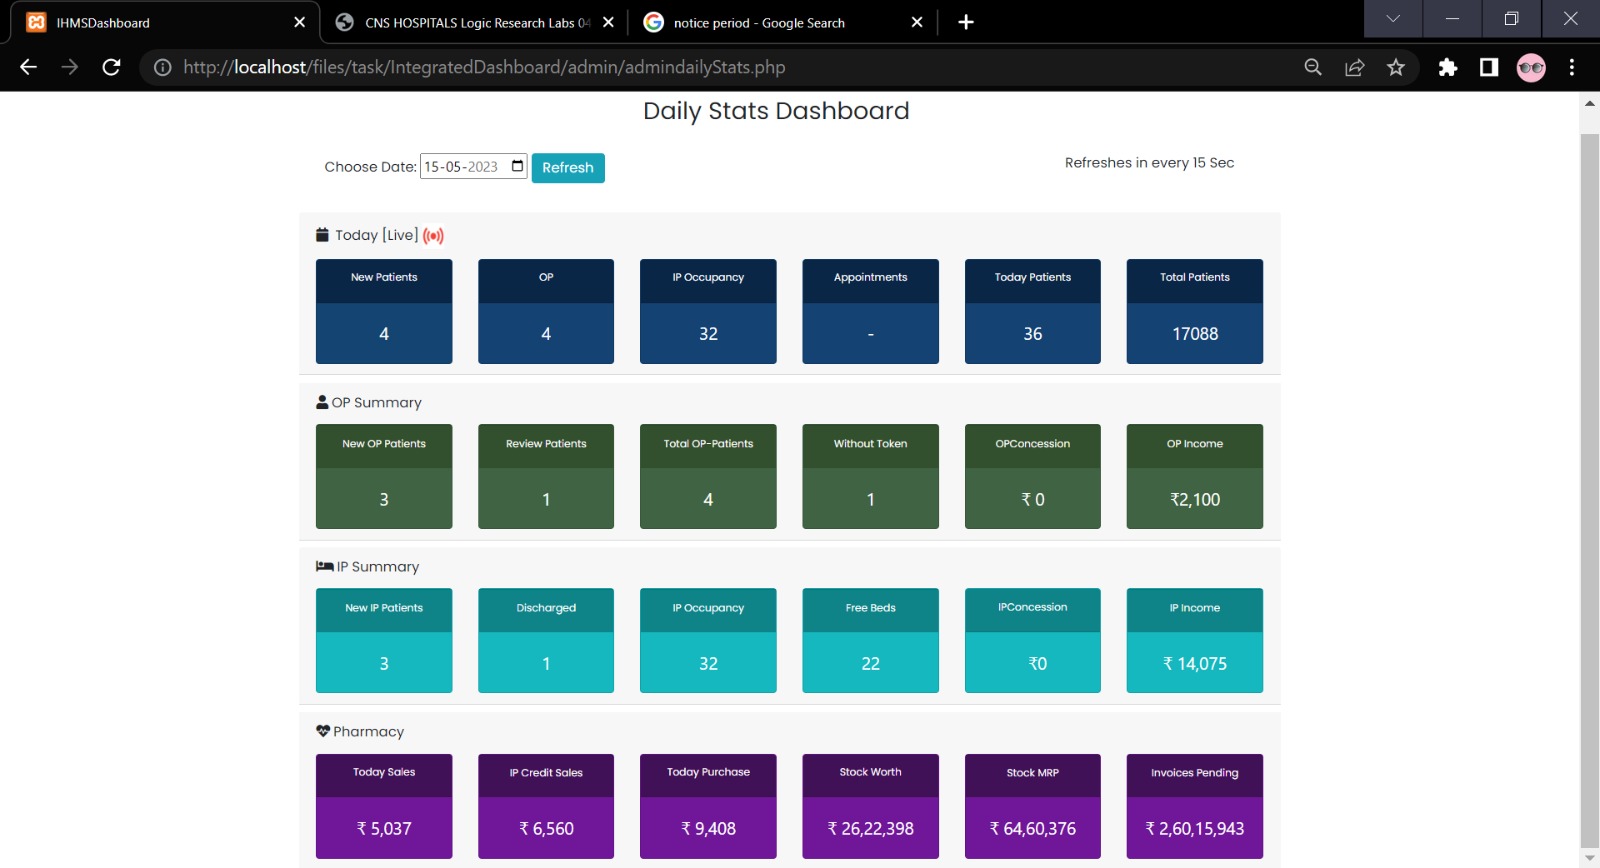 IHMSDashboard
CNS HOSPITALS Logic Research Labs 04
notice period - Google Search
http://localhost/files/task/IntegratedDashboard/admin/admindailyStats.php
Daily Stats Dashboard
Choose Date: 15-05-2023 Refresh
Refreshes in every 15 Sec
Today [Live]
New Patients OP IP Occupancy Appointments Today Patients Total Patients
4 4 32 - 36 17088
OP Summary
New OP Patients Review Patients Total OP-Patients Without Token OPConcession OP Income
3 1 4 1 ₹ 0 ₹2,100
IP Summary
New IP Patients Discharged IP Occupancy Free Beds IPConcession IP Income
3 1 32 22 ₹0 ₹ 14,075
Pharmacy
Today Sales IP Credit Sales Today Purchase Stock Worth Stock MRP Invoices Pending
₹ 5,037 ₹ 6,560 ₹ 9,408 ₹ 26,22,398 ₹ 64,60,376 ₹ 2,60,15,943